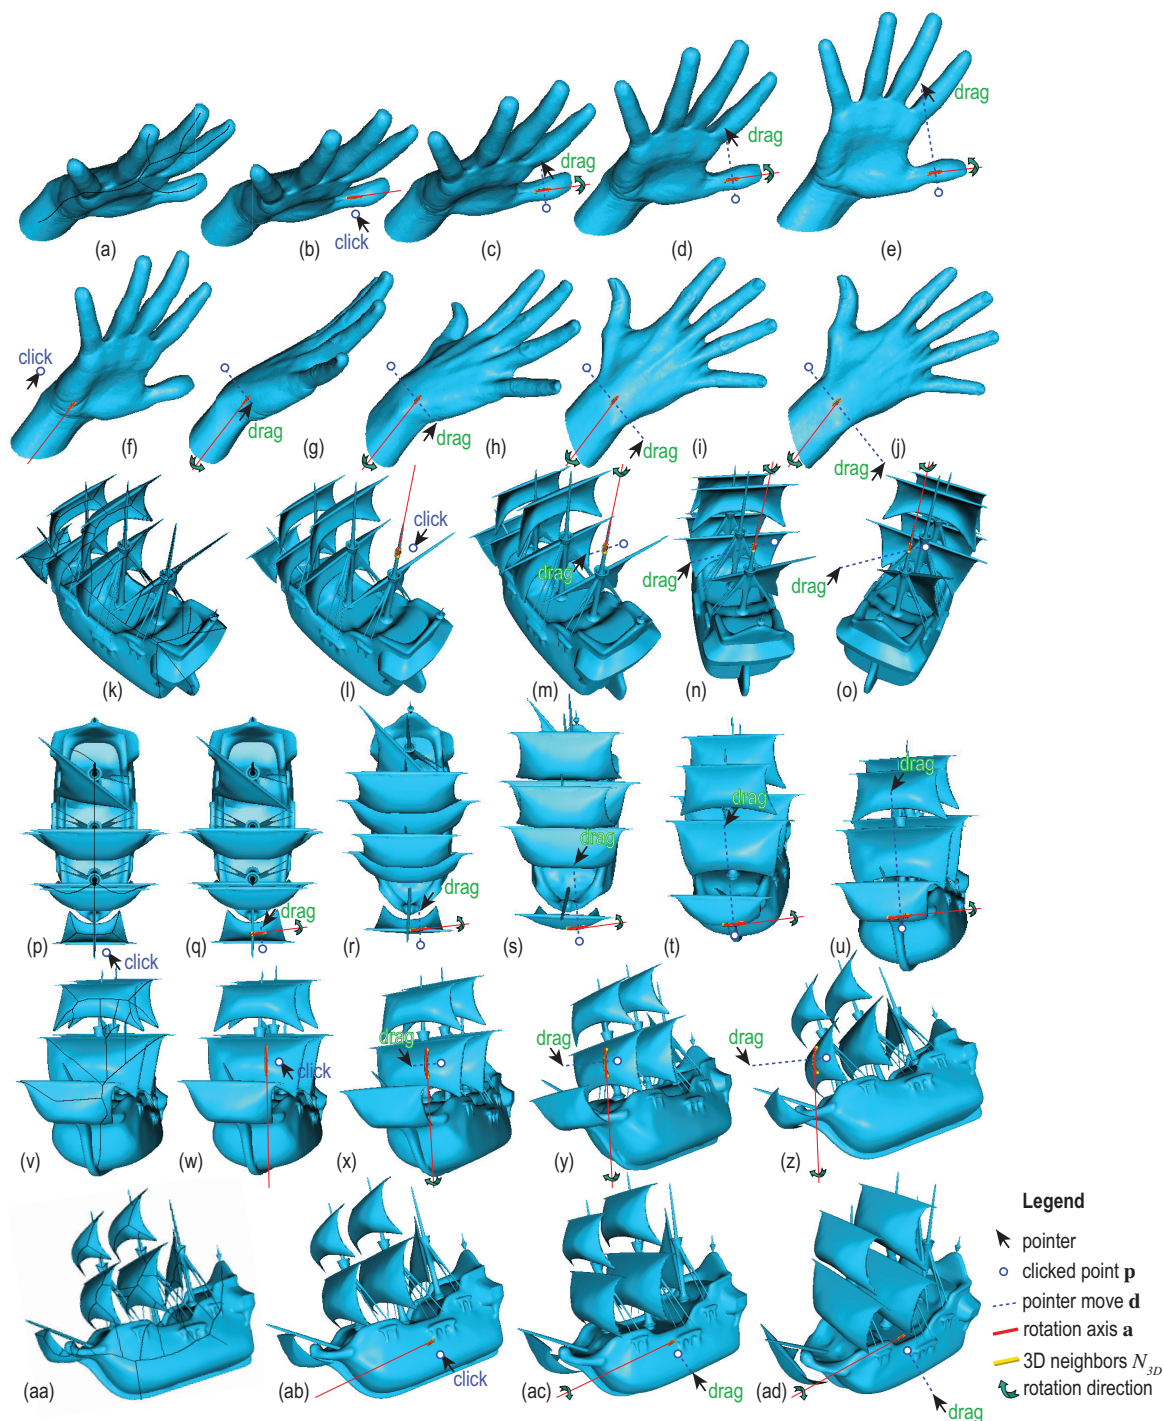 drag
drag
drag
click
(a)
(b)
(c)
(d)
(e)
click
drag
drag
drag
drag
(f)
(g)
(h)
(i)
(j)
click
drag
drag
drag
(k)
(l)
(m)
(n)
(o)
drag
drag
drag
drag
drag
click
(p)
(q)
(r)
(s)
(t)
(u)
click
drag
drag
drag
(v)
(w)
(x)
(y)
(z)
click
drag
drag
(aa)
(ab)
(ac)
(ad)
Legend
pointer
clicked point p
pointer move d
rotation axis a
3D neighbors N3D
rotation direction